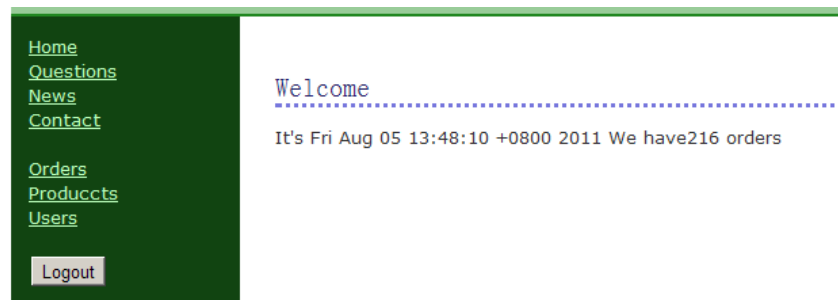 Home
Questions
News
Contact
Orders
Produccts
Users
Logout
Welcome
It's Fri Aug 05 13:48:10 +0800 2011 We have216 orders